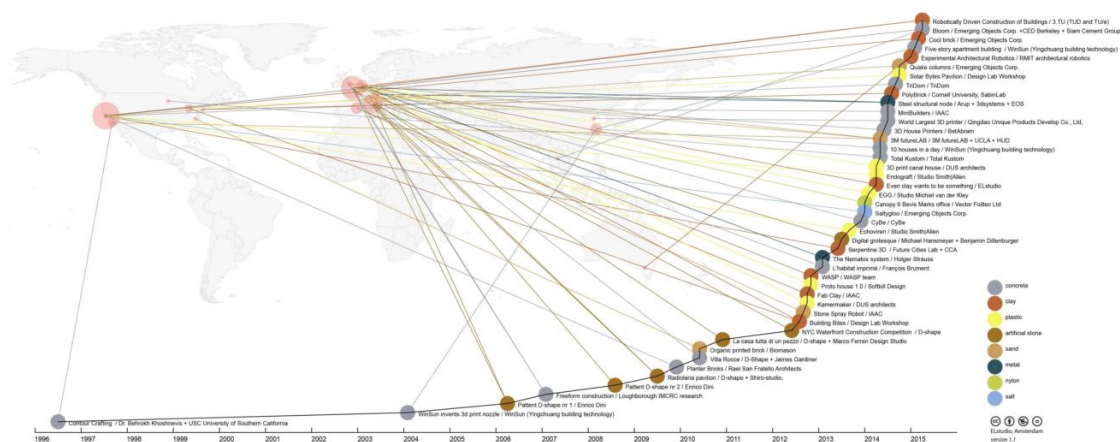 Robotically Driven Construction of Buildings / 3.TU (TUD and TU/e)
Bloom / Emerging Objects Corp. +CED Berkeley + Siam Cement Group
Cool brick / Emerging Objects Corp.
Five-story apartment building / WinSun (Yingchuang building technology)
Experimental Architectural Robotics / RMIT architectural robotics
Quake columns / Emerging Objects Corp.
Solar Bytes Pavilion / Design Lab Workshop
TriDom / TriDom
PolyBrick / Cornell University, SabinLab
Steel structural node / Arup + 3dsystems + EOS
MiniBuilders / IAAC
World Largest 3D printer / Qingdao Unique Products Develop Co., Ltd,
3D House Printers / BetAbram
3M futureLAB / 3M futureLAB + UCLA + HUD
10 houses in a day / WinSun (Yingchuang building technology)
Total Kustom / Total Kustom
3D print canal house / DUS architects
Endograft / Studio Smith|Allen
Even clay wants to be something / ELstudio
EGG / Studio Michiel van der Kley
Canopy 6 Bevis Marks office / Vector Foiltec Ltd
Saltygloo / Emerging Objects Corp.
CyBe / CyBe
Echoviren / Studio Smith|Allen
Digital grotesque / Michael Hansmeyer + Benjamin Dillenburger
Serpentine 3D / Future Cities Lab + CCA
The Nematox system / Holger Strauss
L'habitat imprimé / François Brument
WASP / WASP team
Proto house 1.0 / Softkill Design
Fab Clay / IAAC
Kamermaker / DUS architects
Stone Spray Robot / IAAC
Building Bites / Design Lab Workshop
NYC Waterfront Construction Competition / D-shape
La casa tutta di un pezzo / D-shape + Marco Ferreri Design Studio
Organic printed brick / Biomason
Villa Rocce / D-Shape + James Gardiner
Planter Bricks / Rael San Fratello Architects
Radiolaria pavilion / D-shape + Shiro-studio,
Pattent D-shape nr 2 / Enrico Dini
Freeform construction / Loughborough IMCRC research
Pattent D-shape nr 1 / Enrico Dini
WinSun invents 3d print nozzle / WinSun (Yingchuang building technology)
Contour Crafting / Dr. Behrokh Khoshnevis + USC University of Southern California
concrete
clay
plastic
artificial stone
sand
metal
nylon
salt
ELstudio, Amsterdam
version 1.1
1996 1997 1998 1999 2000 2001 2002 2003 2004 2005 2006 2007 2008 2009 2010 2011 2012 2013 2014 2015